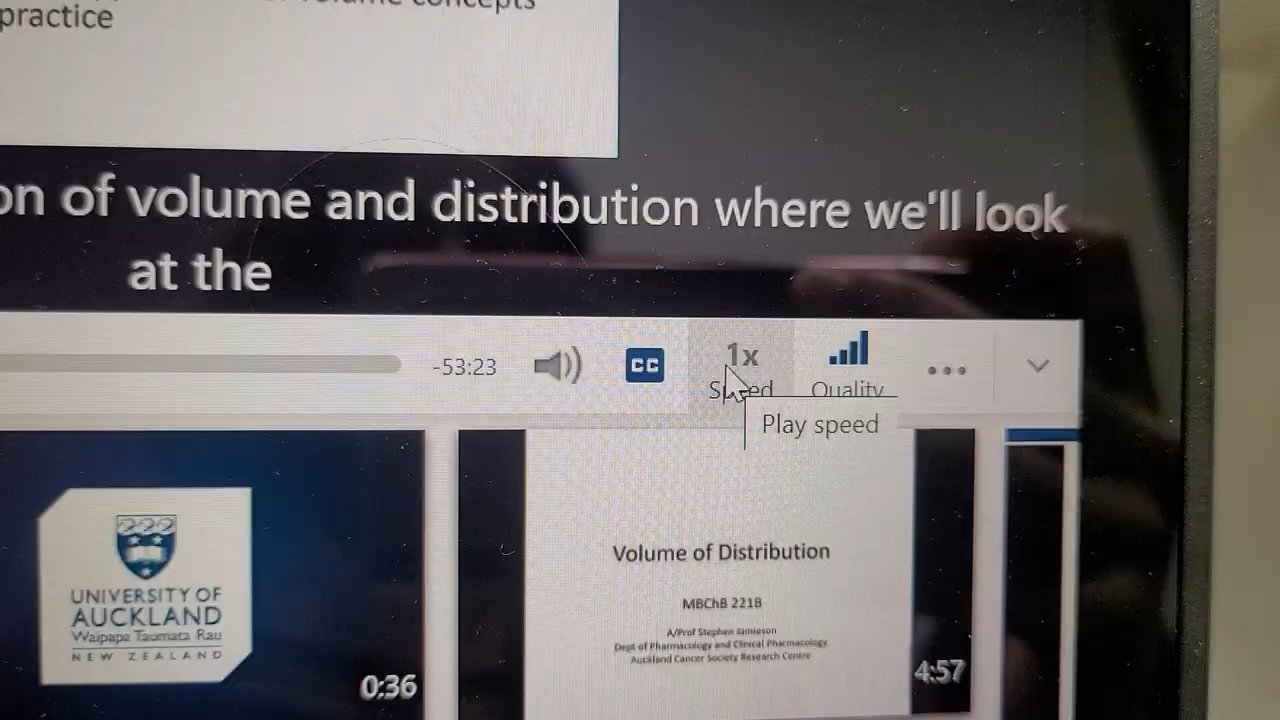 volume concepts
practice
on of volume and distribution where we'll look
at the
-53:23
CC
1x
Speed
Quality
Play speed
UNIVERSITY OF
AUCKLAND
Waipapa Taumata Rau
NEW ZEALAND
0:36
Volume of Distribution
MBChB 221B
A/Prof Stephen Jamieson
Dept of Pharmacology and Clinical Pharmacology
Auckland Cancer Society Research Centre
4:57